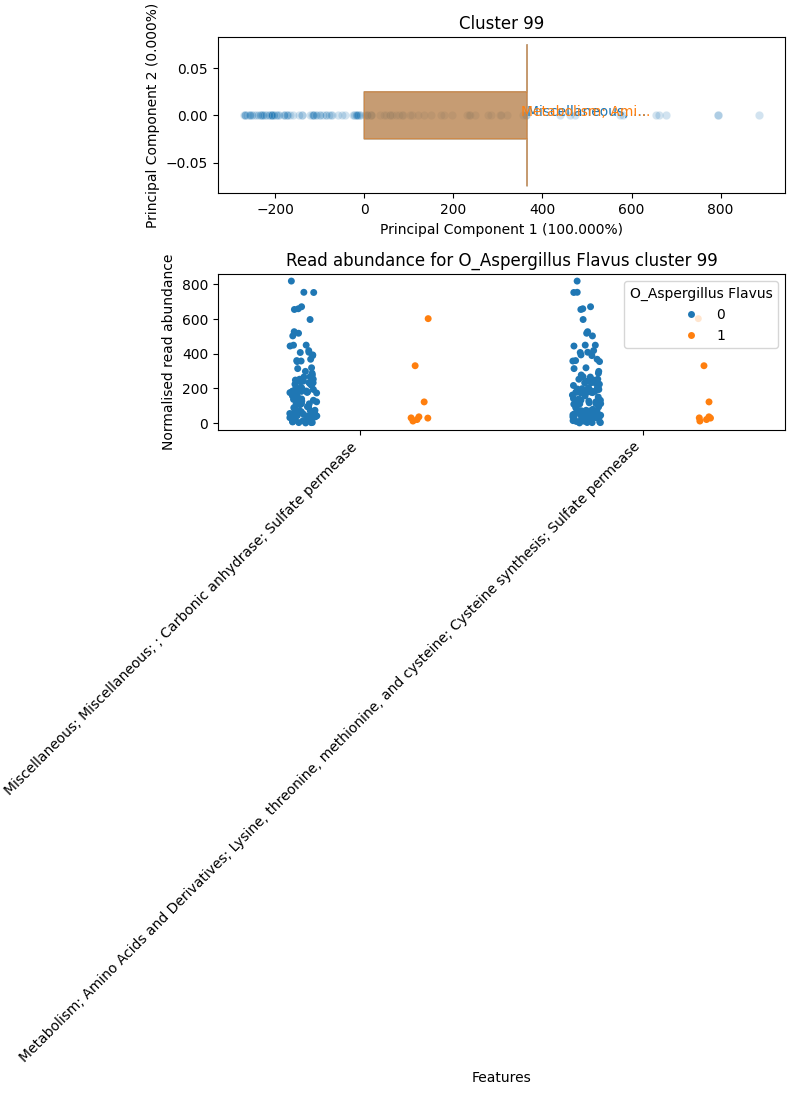 Cluster 99
Principal Component 2 (0.000%)
0.05
0.00
−0.05
Miscellaneous;
Ami...
−200
0
200
400
600
800
Principal Component 1 (100.000%)
Read abundance for O_Aspergillus Flavus cluster 99
Normalised read abundance
800
600
400
200
0
O_Aspergillus Flavus
0
1
Miscellaneous; Miscellaneous; ; Carbonic anhydrase; Sulfate permease
Metabolism; Amino Acids and Derivatives; Lysine, threonine, methionine, and cysteine; Cysteine synthesis; Sulfate permease
Features